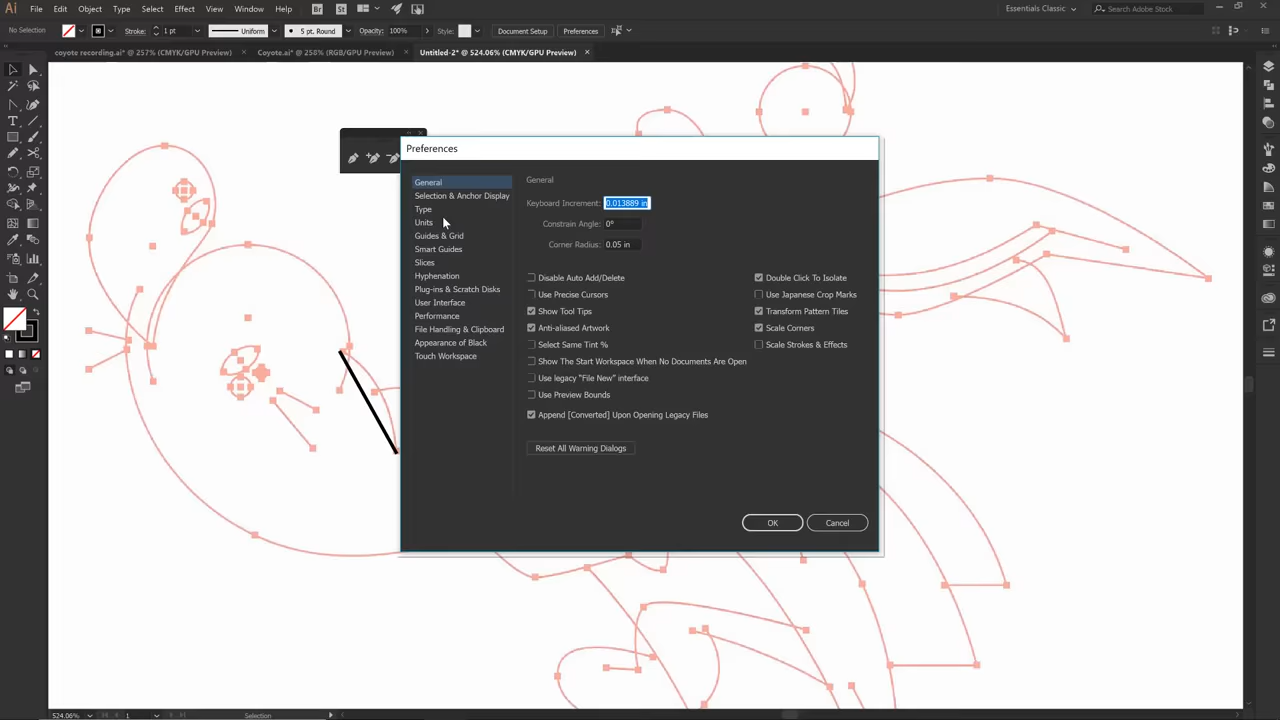 Ai File Edit Object Type Select Effect View Window Help Br St Essentials Classic Search Adobe Stock
No Selection Stroke: 1 pt Uniform 5 pt. Round Opacity: 100% Style: Document Setup Preferences
coyote recording.ai* @ 257% (CMYK/GPU Preview) × Coyote.ai* @ 256% (RGB/GPU Preview) × Untitled-2* @ 524.06% (CMYK/GPU Preview) ×
Preferences
General
Selection & Anchor Display
Type
Units
Guides & Grid
Smart Guides
Slices
Hyphenation
Plug-ins & Scratch Disks
User Interface
Performance
File Handling & Clipboard
Appearance of Black
Touch Workspace
General
Keyboard Increment: 0.013889 in
Constrain Angle: 0°
Corner Radius: 0.05 in
Disable Auto Add/Delete
Use Precise Cursors
Show Tool Tips
Anti-aliased Artwork
Select Same Tint %
Show The Start Workspace When No Documents Are Open
Use legacy "File New" interface
Use Preview Bounds
Append [Converted] Upon Opening Legacy Files
Double Click To Isolate
Use Japanese Crop Marks
Transform Pattern Tiles
Scale Corners
Scale Strokes & Effects
Reset All Warning Dialogs
OK Cancel
524.06% 1 Selection